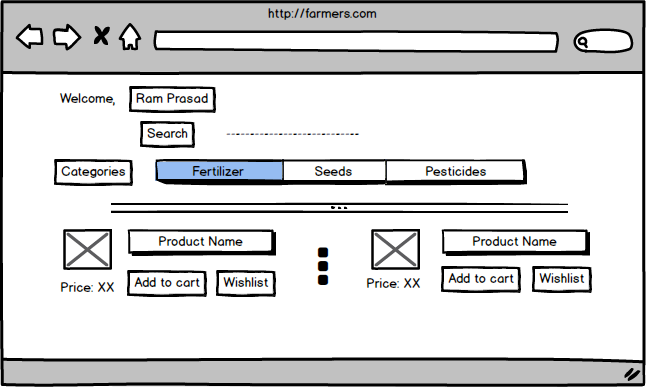 http://farmers.com
Welcome, Ram Prasad
Search
Categories Fertilizer Seeds Pesticides
Product Name Product Name
Add to cart Wishlist Add to cart Wishlist
Price: XX Price: XX